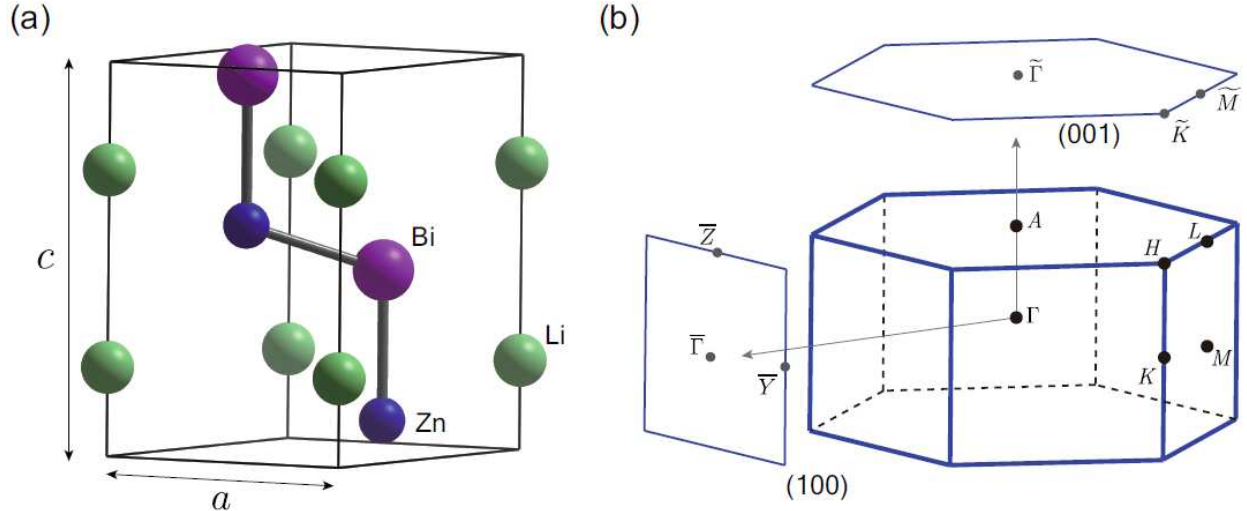 (a)
(b)
c
a
Bi
Li
Zn
Γ̃
M̃
K̃
(001)
Z̅
A
L
H
Γ
Γ̅
Y̅
K
M
(100)